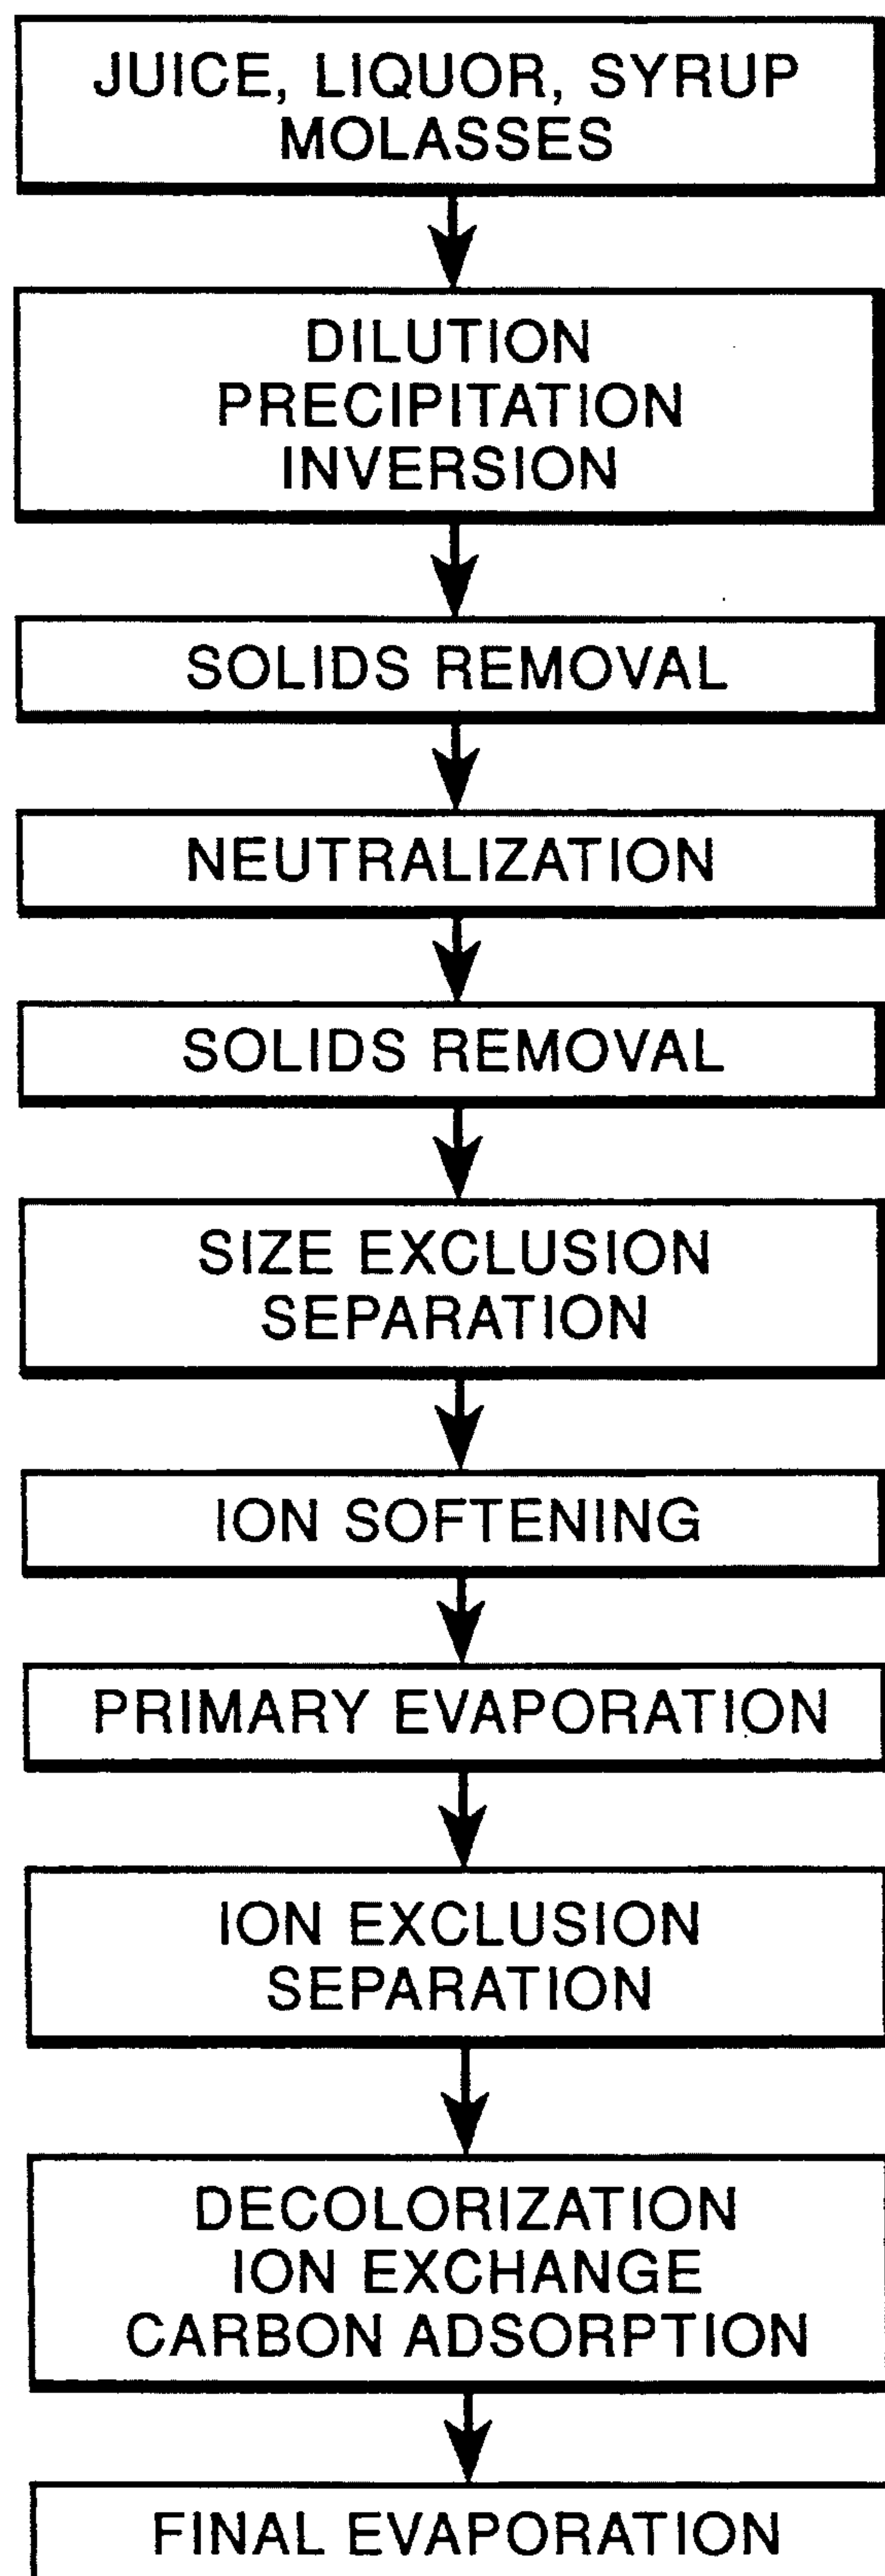 JUICE, LIQUOR, SYRUP
MOLASSES
DILUTION
PRECIPITATION
INVERSION
SOLIDS REMOVAL
NEUTRALIZATION
SOLIDS REMOVAL
SIZE EXCLUSION
SEPARATION
ION SOFTENING
PRIMARY EVAPORATION
ION EXCLUSION
SEPARATION
DECOLORIZATION
ION EXCHANGE
CARBON ADSORPTION
FINAL EVAPORATION